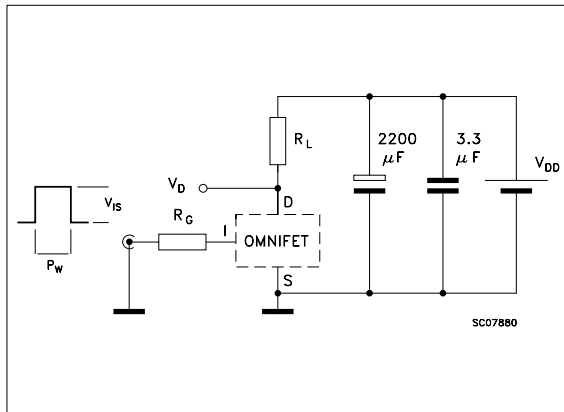 R_L
2200 µF
3.3 µF
V_DD
V_D
D
V_IS
R_G
I
OMNIFET
P_W
S
SC07880